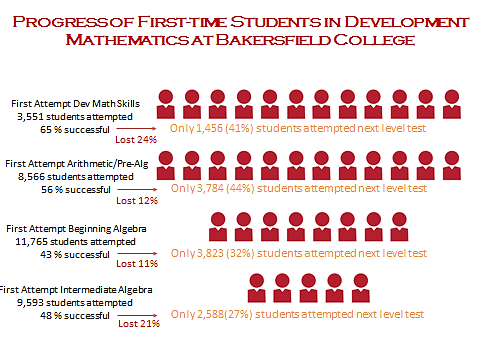 Progress of First-time Students in Development
Mathematics at Bakersfield College
First Attempt Dev Math Skills
3,551 students attempted
65 % successful
Lost 24%
Only 1,456 (41%) students attempted next level test
First Attempt Arithmetic/Pre-Alg
8,566 students attempted
56 % successful
Lost 12%
Only 3,784 (44%) students attempted next level test
First Attempt Beginning Algebra
11,765 students attempted
43 % successful
Lost 11%
Only 3,823 (32%) students attempted next level test
First Attempt Intermediate Algebra
9,593 students attempted
48 % successful
Lost 21%
Only 2,588 (27%) students attempted next level test